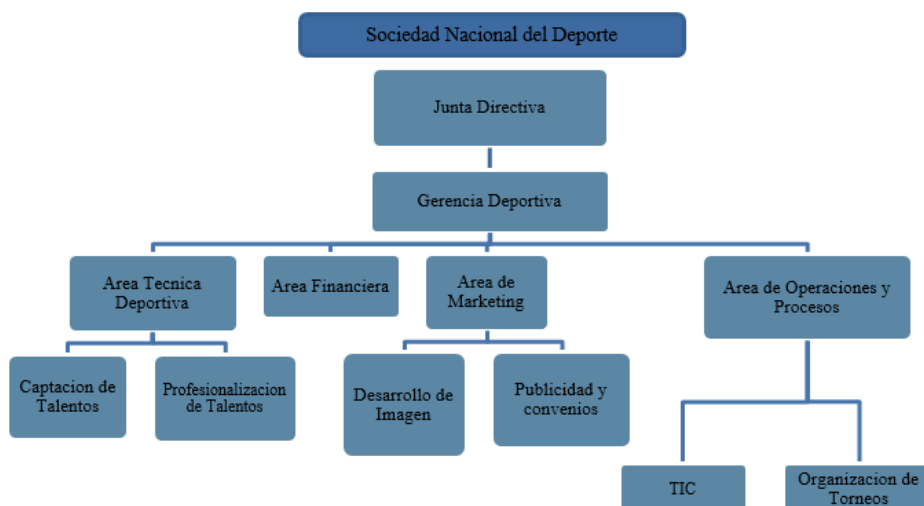 Sociedad Nacional del Deporte
Junta Directiva
Gerencia Deportiva
Area Tecnica
Deportiva
Area Financiera
Area de
Marketing
Area de Operaciones y
Procesos
Captacion de
Talentos
Profesionalizacion
de Talentos
Desarrollo de
Imagen
Publicidad y
convenios
TIC
Organizacion de
Torneos